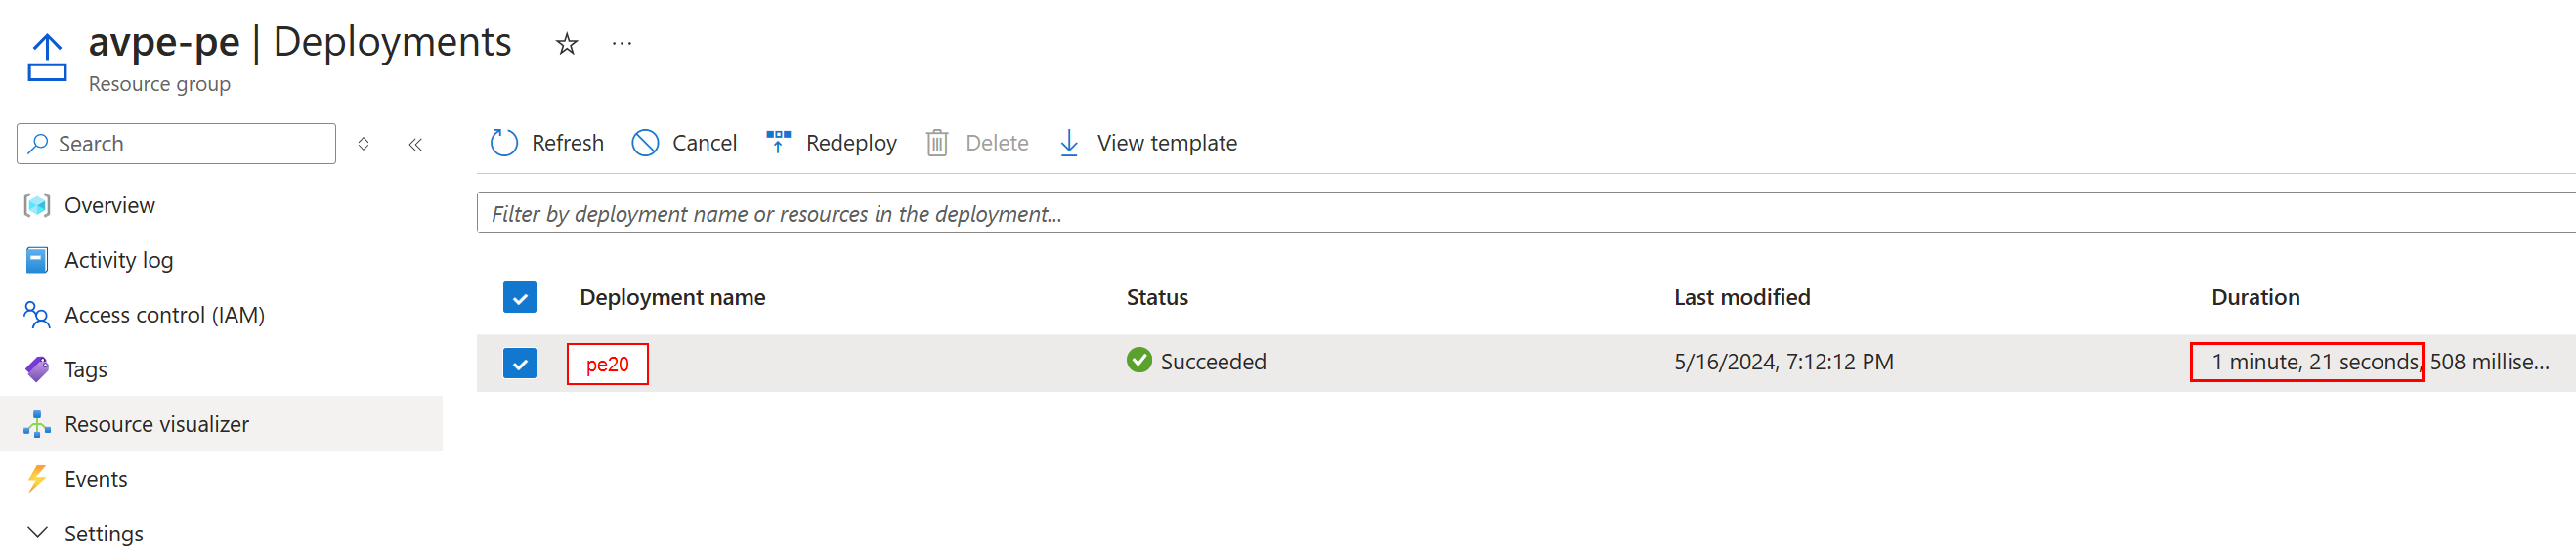 avpe-pe | Deployments
Resource group
Search
Refresh Cancel Redeploy Delete View template
Filter by deployment name or resources in the deployment...
Overview
Activity log
Access control (IAM)
Tags
Resource visualizer
Events
Settings
Deployment name Status Last modified Duration
pe20 Succeeded 5/16/2024, 7:12:12 PM 1 minute, 21 seconds, 508 millise...